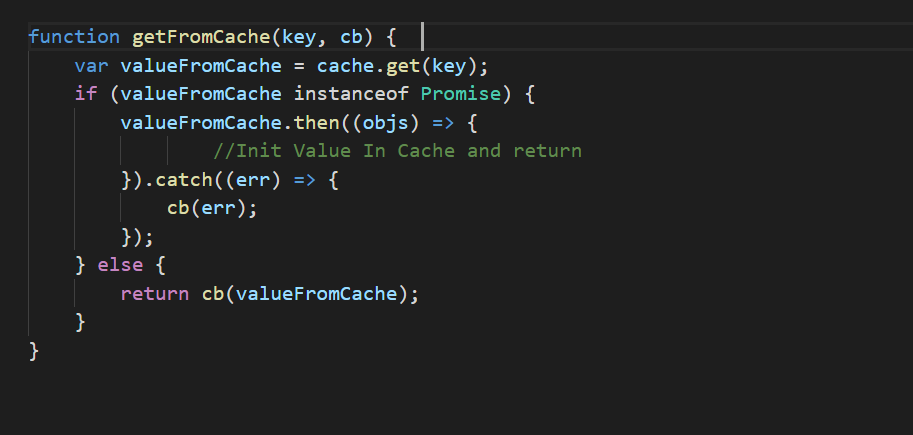 function getFromCache(key, cb) {
    var valueFromCache = cache.get(key);
    if (valueFromCache instanceof Promise) {
        valueFromCache.then((objs) => {
                //Init Value In Cache and return
        }).catch((err) => {
            cb(err);
        });
    } else {
        return cb(valueFromCache);
    }
}